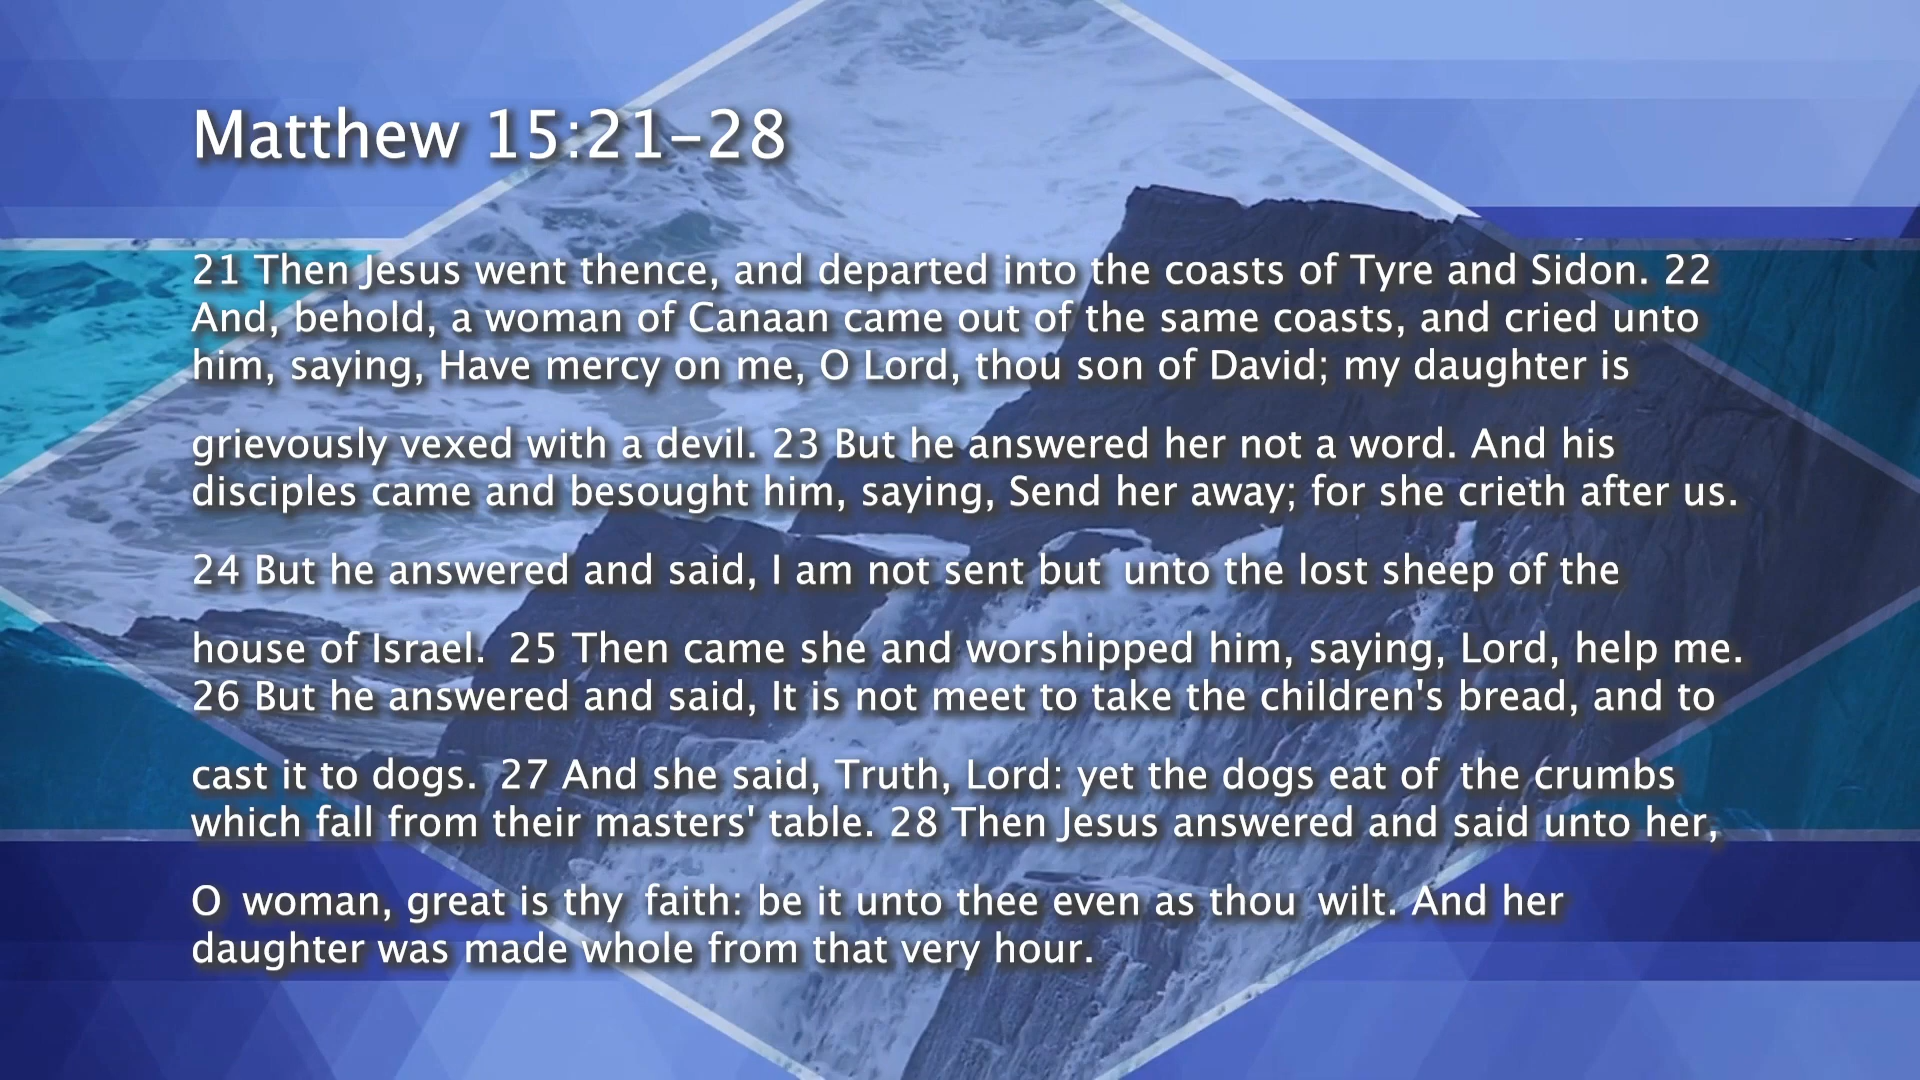 Matthew 15:21-28
21 Then Jesus went thence, and departed into the coasts of Tyre and Sidon. 22
And, behold, a woman of Canaan came out of the same coasts, and cried unto
him, saying, Have mercy on me, O Lord, thou son of David; my daughter is
grievously vexed with a devil. 23 But he answered her not a word. And his
disciples came and besought him, saying, Send her away; for she crieth after us.
24 But he answered and said, I am not sent but unto the lost sheep of the
house of Israel. 25 Then came she and worshipped him, saying, Lord, help me.
26 But he answered and said, It is not meet to take the children's bread, and to
cast it to dogs. 27 And she said, Truth, Lord: yet the dogs eat of the crumbs
which fall from their masters' table. 28 Then Jesus answered and said unto her,
O woman, great is thy faith: be it unto thee even as thou wilt. And her
daughter was made whole from that very hour.